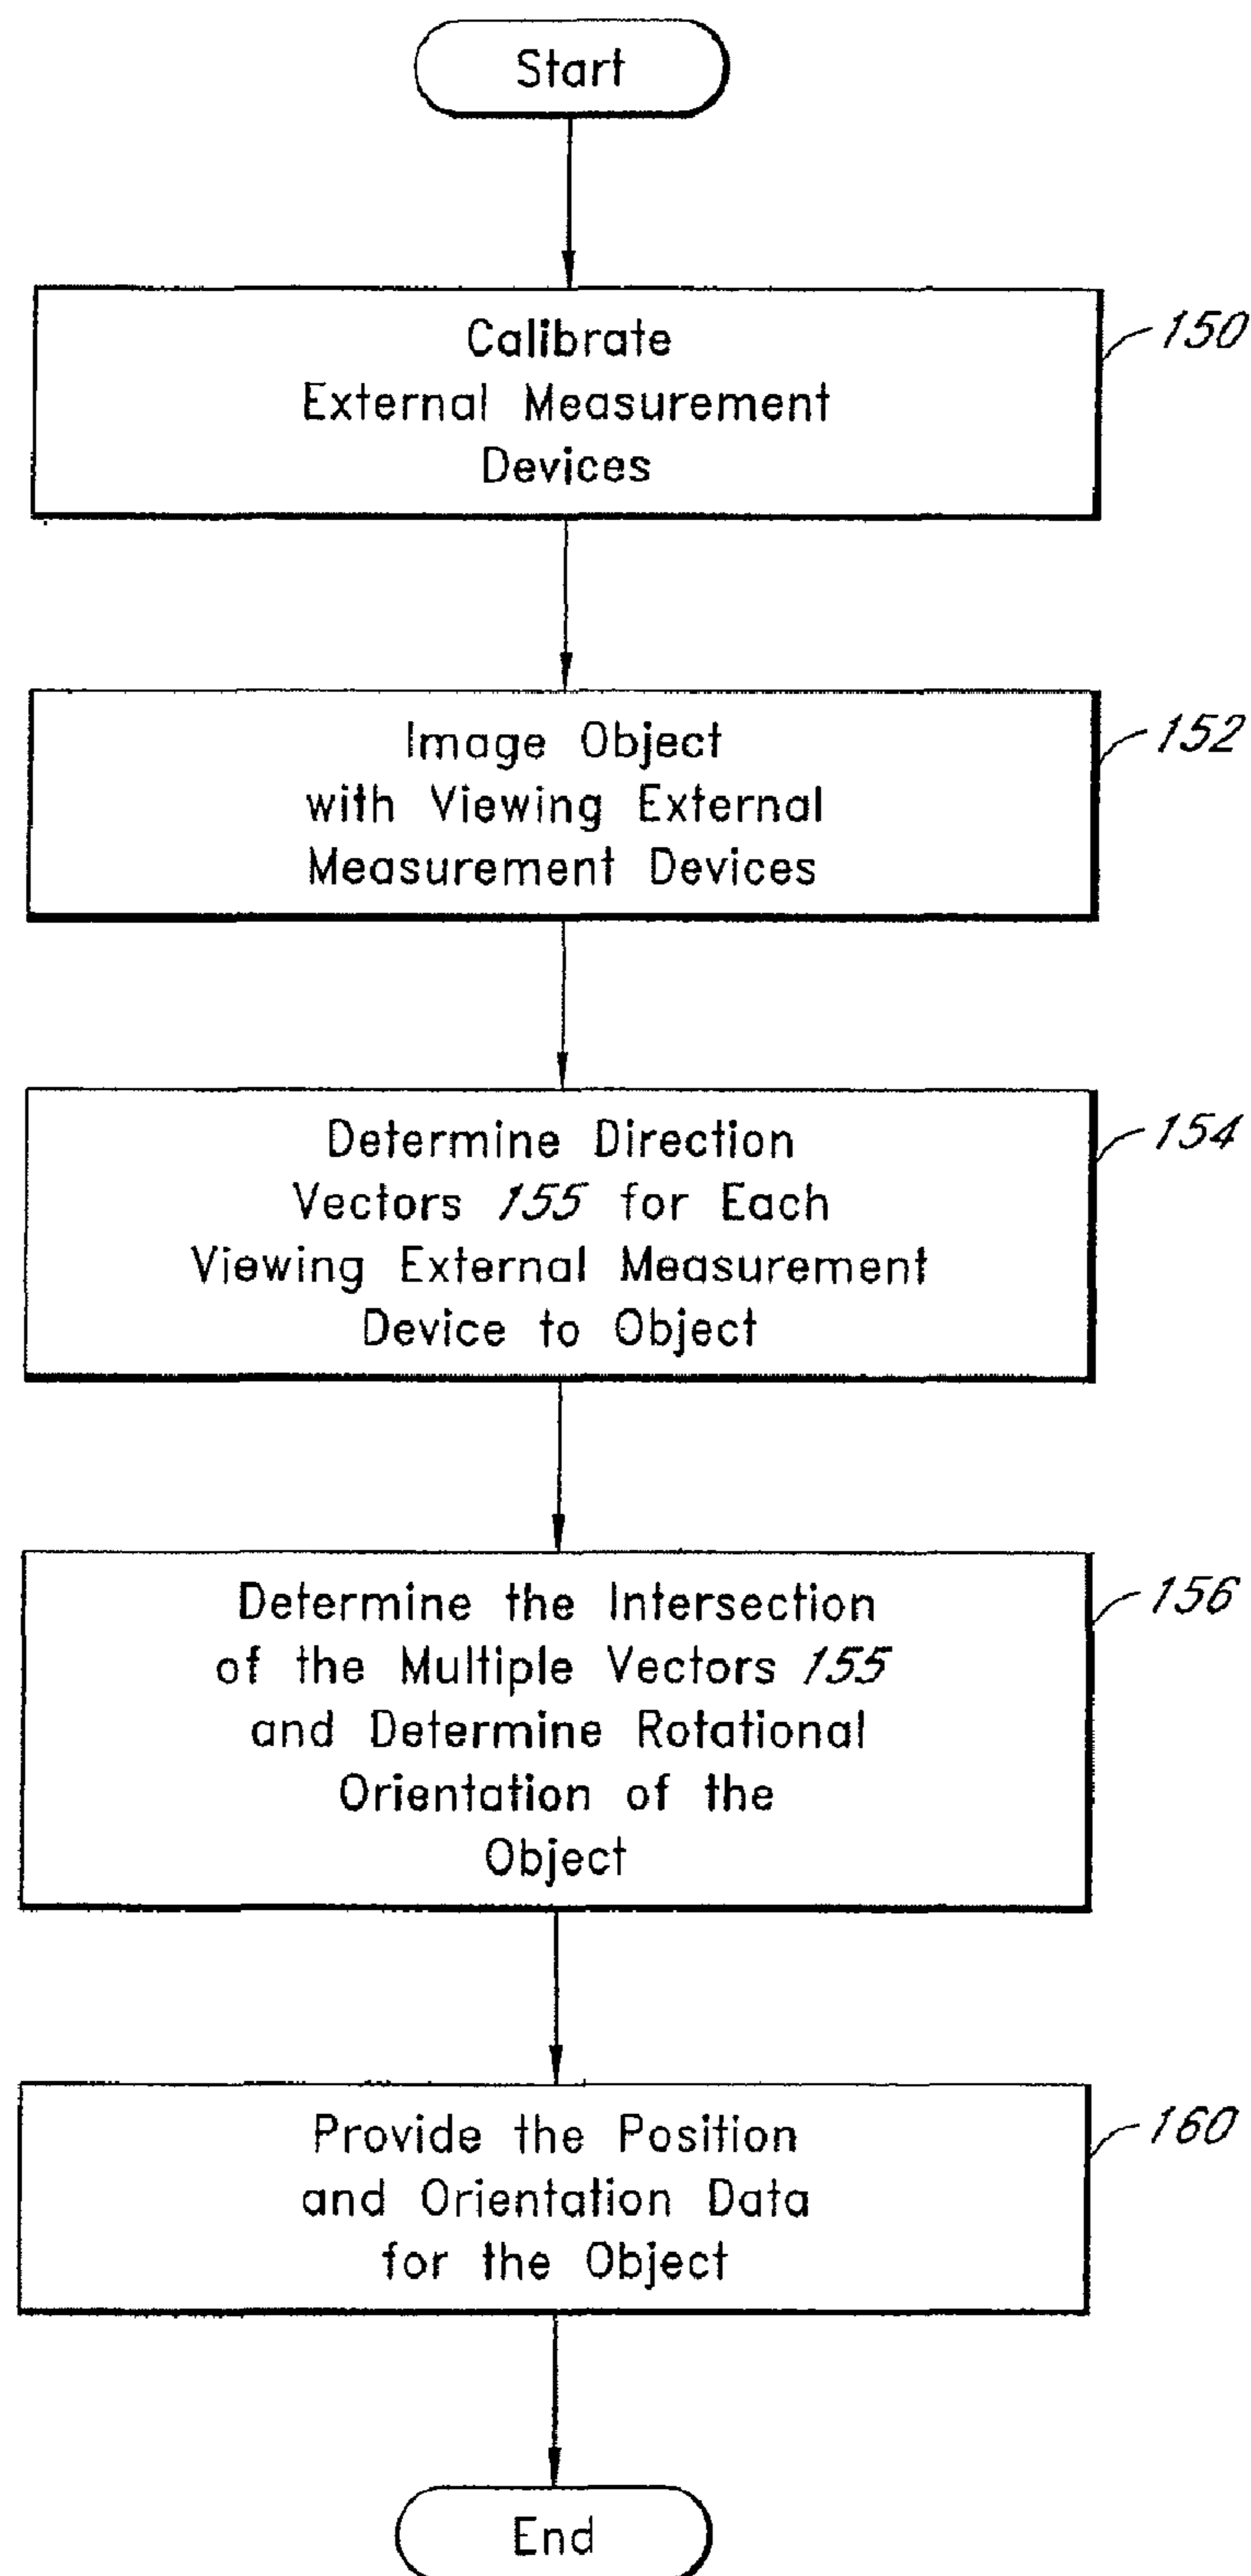 Start
Calibrate
External Measurement
Devices
150
Image Object
with Viewing External
Measurement Devices
152
Determine Direction
Vectors 155 for Each
Viewing External Measurement
Device to Object
154
Determine the Intersection
of the Multiple Vectors 155
and Determine Rotational
Orientation of the
Object
156
Provide the Position
and Orientation Data
for the Object
160
End